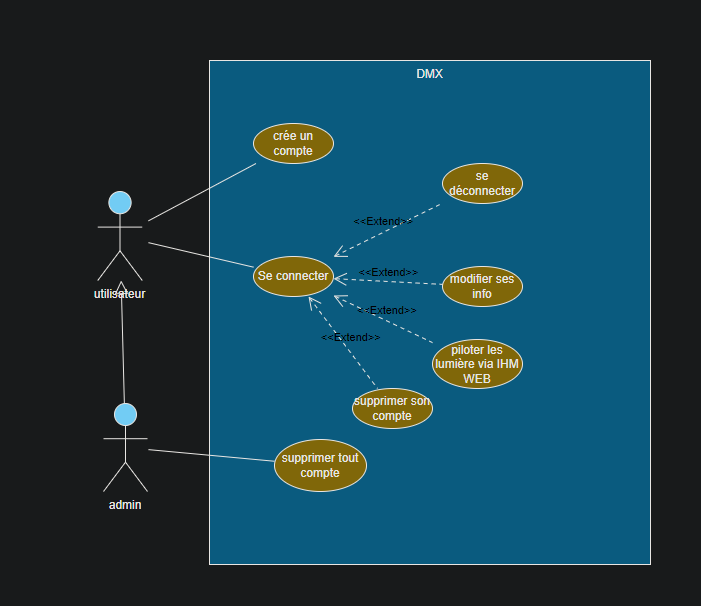 DMX
crée un
compte
se
déconnecter
<<Extend>>
utilisateur
Se connecter
<<Extend>>
modifier ses
info
<<Extend>>
<<Extend>>
piloter les
lumière via IHM
WEB
supprimer son
compte
supprimer tout
compte
admin